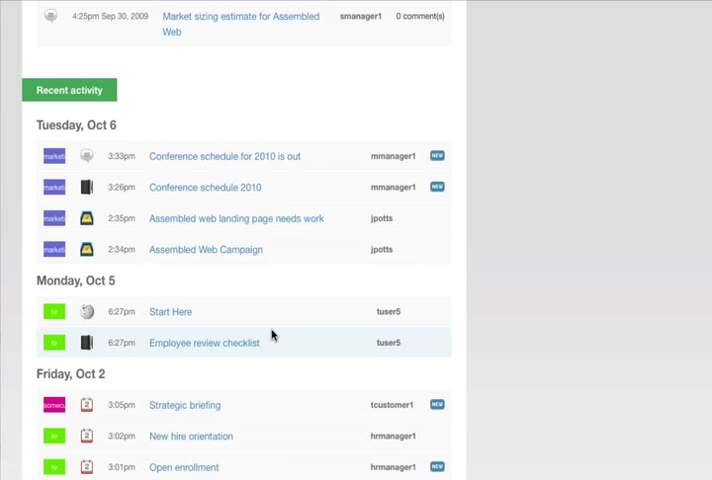 4:25pm Sep 30, 2009 Market sizing estimate for Assembled smanager1 0 comment(s)
Web
Recent activity
Tuesday, Oct 6
marketi 3:33pm Conference schedule for 2010 is out mmanager1 NEW
marketi 3:26pm Conference schedule 2010 mmanager1 NEW
marketi 2:35pm Assembled web landing page needs work jpotts
marketi 2:34pm Assembled Web Campaign jpotts
Monday, Oct 5
hr 6:27pm Start Here tuser5
hr 6:27pm Employee review checklist tuser5
Friday, Oct 2
somecu 2 3:05pm Strategic briefing tcustomer1 NEW
hr 2 3:02pm New hire orientation hrmanager1
hr 2 3:01pm Open enrollment hrmanager1 NEW